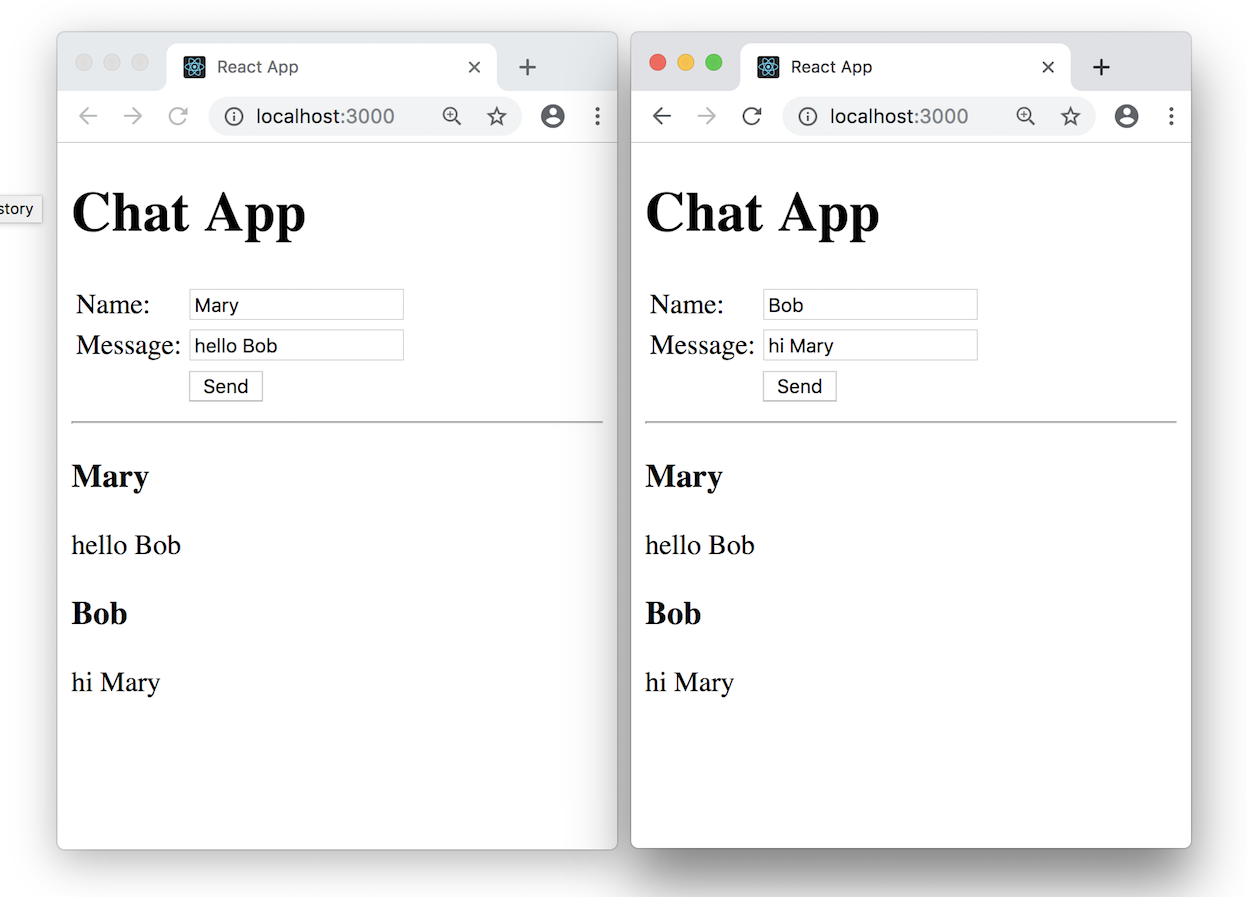 React App
localhost:3000
Chat App
Name: Mary
Message: hello Bob
Send
Mary
hello Bob
Bob
hi Mary
React App
localhost:3000
Chat App
Name: Bob
Message: hi Mary
Send
Mary
hello Bob
Bob
hi Mary
story